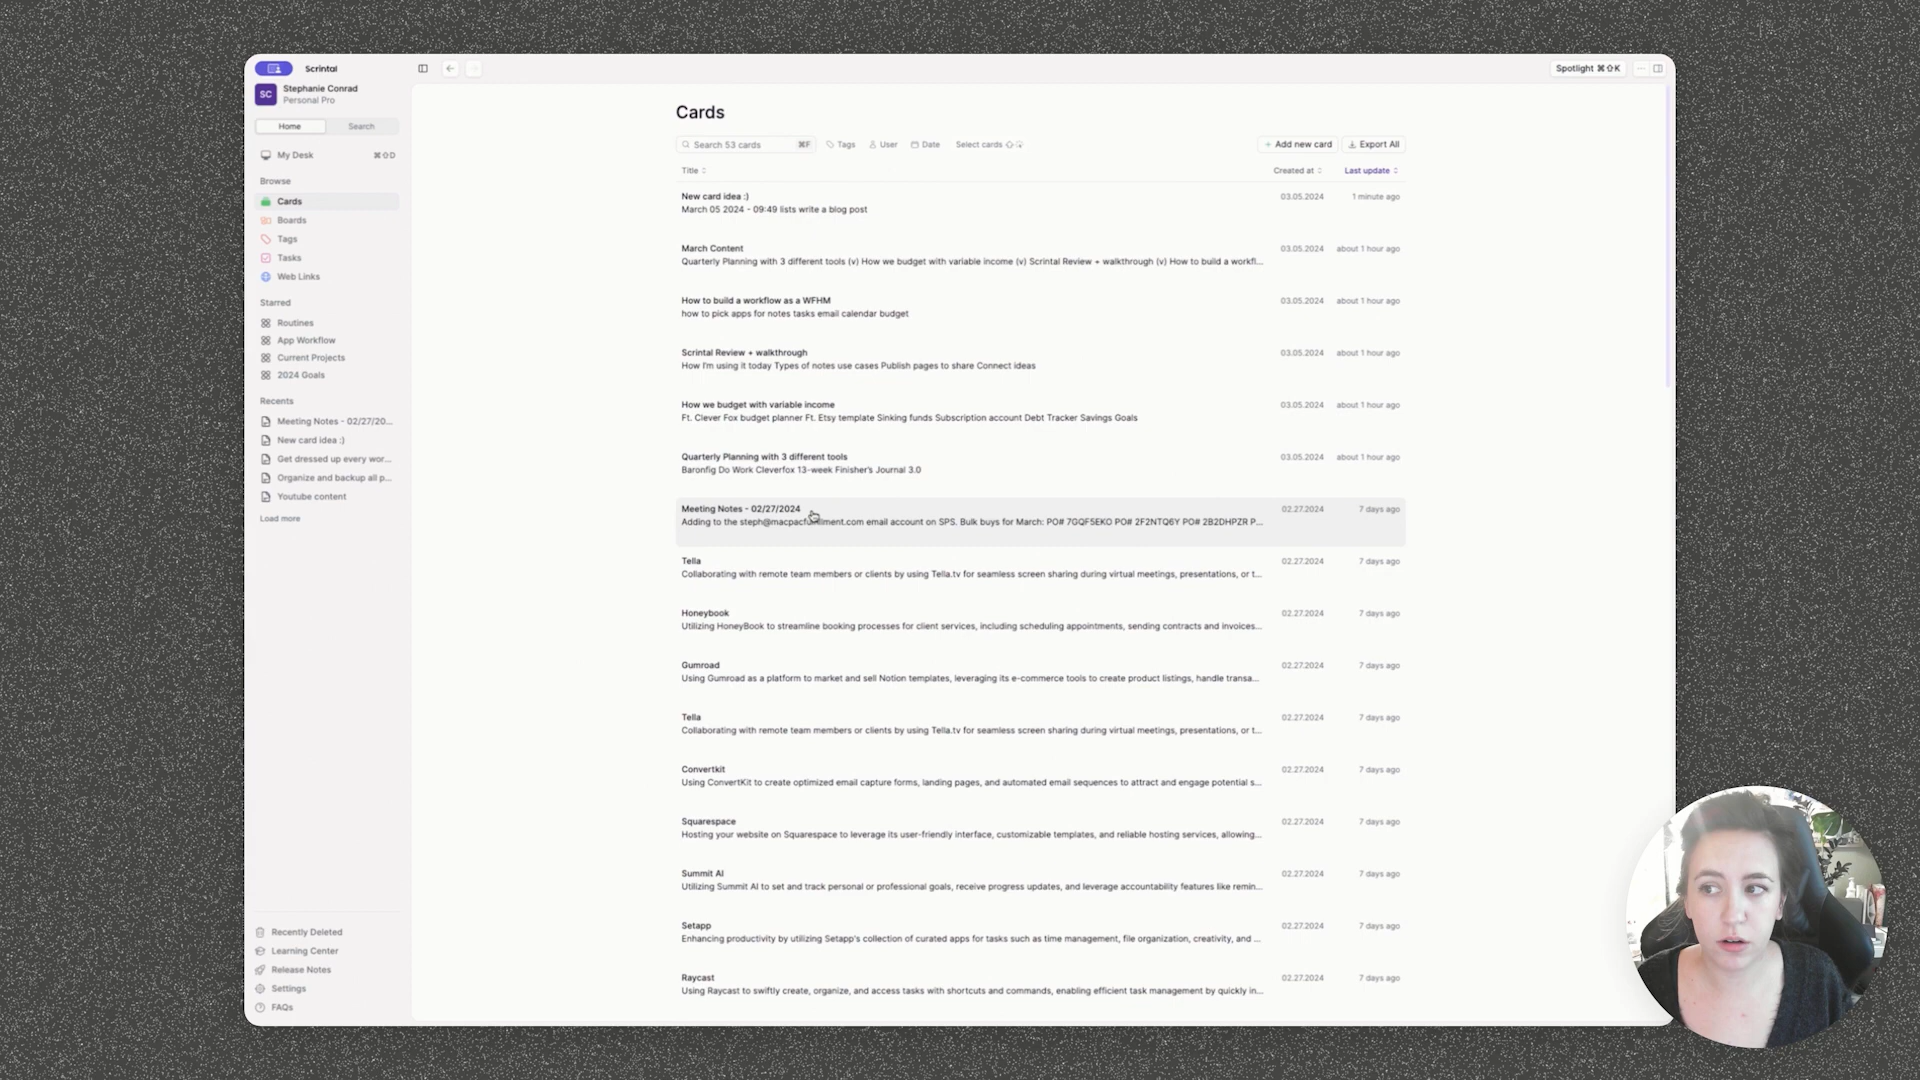 Scrintal
Spotlight ⌘⇧K
SC
Stephanie Conrad
Personal Pro
Home
Search
My Desk
⌘⇧D
Browse
Cards
Boards
Tags
Tasks
Web Links
Starred
Routines
App Workflow
Current Projects
2024 Goals
Recents
Meeting Notes - 02/27/20...
New card idea :)
Get dressed up every wor...
Organize and backup all p...
Youtube content
Load more
Recently Deleted
Learning Center
Release Notes
Settings
FAQs
Cards
Search 53 cards ⌘F
Tags
User
Date
Select cards
+ Add new card
Export All
Title
Created at
Last update
New card idea :)
March 05 2024 - 09:49 lists write a blog post
03.05.2024
1 minute ago
March Content
Quarterly Planning with 3 different tools (v) How we budget with variable income (v) Scrintal Review + walkthrough (v) How to build a workfl...
03.05.2024
about 1 hour ago
How to build a workflow as a WFHM
how to pick apps for notes tasks email calendar budget
03.05.2024
about 1 hour ago
Scrintal Review + walkthrough
How I'm using it today Types of notes use cases Publish pages to share Connect ideas
03.05.2024
about 1 hour ago
How we budget with variable income
Ft. Clever Fox budget planner Ft. Etsy template Sinking funds Subscription account Debt Tracker Savings Goals
03.05.2024
about 1 hour ago
Quarterly Planning with 3 different tools
Baronfig Do Work Cleverfox 13-week Finisher's Journal 3.0
03.05.2024
about 1 hour ago
Meeting Notes - 02/27/2024
Adding to the email account on SPS. Bulk buys for March: PO# 7GQF5EKO PO# 2F2NTQ6Y PO# 2B2DHPZR P...
02.27.2024
7 days ago
Tella
Collaborating with remote team members or clients by using Tella.tv for seamless screen sharing during virtual meetings, presentations, or t...
02.27.2024
7 days ago
Honeybook
Utilizing HoneyBook to streamline booking processes for client services, including scheduling appointments, sending contracts and invoices...
02.27.2024
7 days ago
Gumroad
Using Gumroad as a platform to market and sell Notion templates, leveraging its e-commerce tools to create product listings, handle transa...
02.27.2024
7 days ago
Tella
Collaborating with remote team members or clients by using Tella.tv for seamless screen sharing during virtual meetings, presentations, or t...
02.27.2024
7 days ago
Convertkit
Using ConvertKit to create optimized email capture forms, landing pages, and automated email sequences to attract and engage potential s...
02.27.2024
7 days ago
Squarespace
Hosting your website on Squarespace to leverage its user-friendly interface, customizable templates, and reliable hosting services, allowing...
02.27.2024
7 days ago
Summit AI
Utilizing Summit AI to set and track personal or professional goals, receive progress updates, and leverage accountability features like remin...
02.27.2024
7 days ago
Setapp
Enhancing productivity by utilizing Setapp's collection of curated apps for tasks such as time management, file organization, creativity, and ...
02.27.2024
7 days ago
Raycast
Using Raycast to swiftly create, organize, and access tasks with shortcuts and commands, enabling efficient task management by quickly in...
02.27.2024
7 days ago